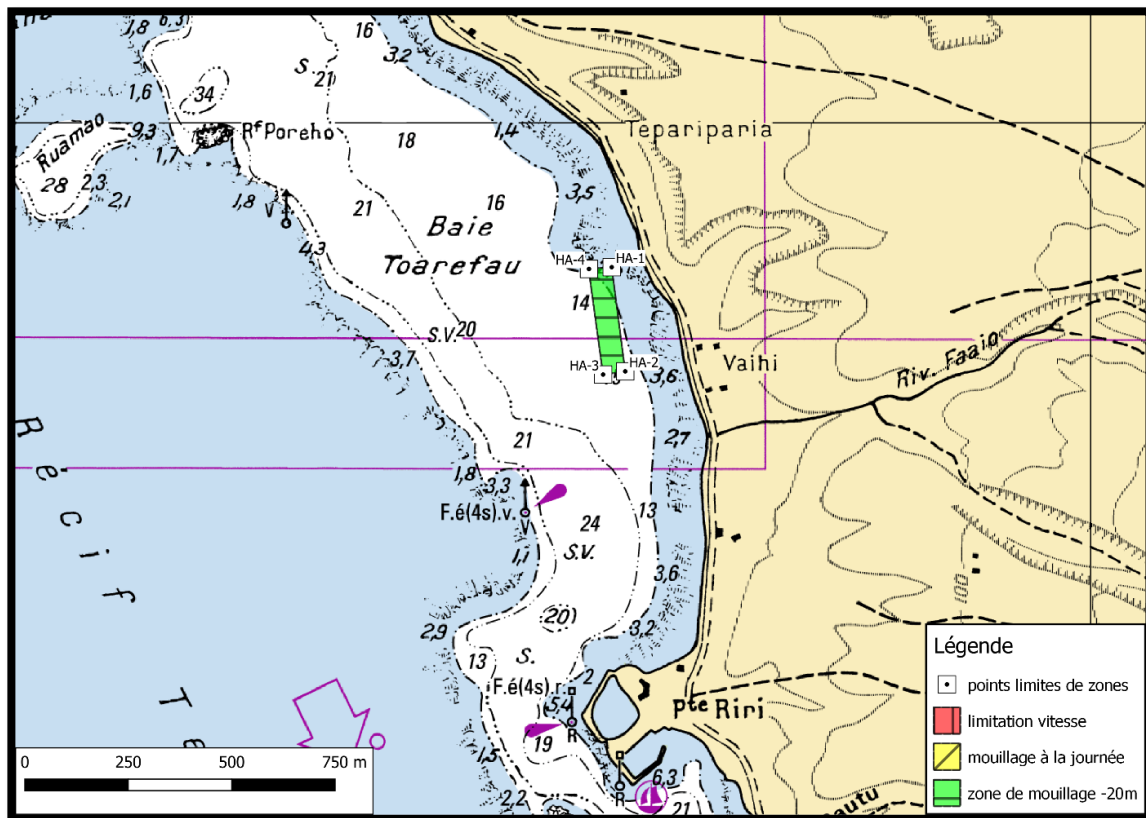 1,8
6,3
16
3,2
S.
21
1,6
34
9,3
Rf Poreho
18
1,4
Tepariparia
Ruamao
1,7
28
2,3
2,1
1,8
V
21
16
3,5
Baie
Toarefau
4,3
HA-4
HA-1
14
S.V.
20
3,7
HA-3
HA-2
3,6
Vaihi
Riv. Faaio
2,7
21
1,8
3,3
F.é(4s).v.
V
24
S.V.
13
1,1
3,6
Récif
Te
100
2,9
(20)
3,2
S.
13
2
F.é(4s).r.
5,4
R
19
Pte Riri
1,5
6,3
R
2,2
21
autu
0 250 500 750 m
Légende
points limites de zones
limitation vitesse
mouillage à la journée
zone de mouillage -20m